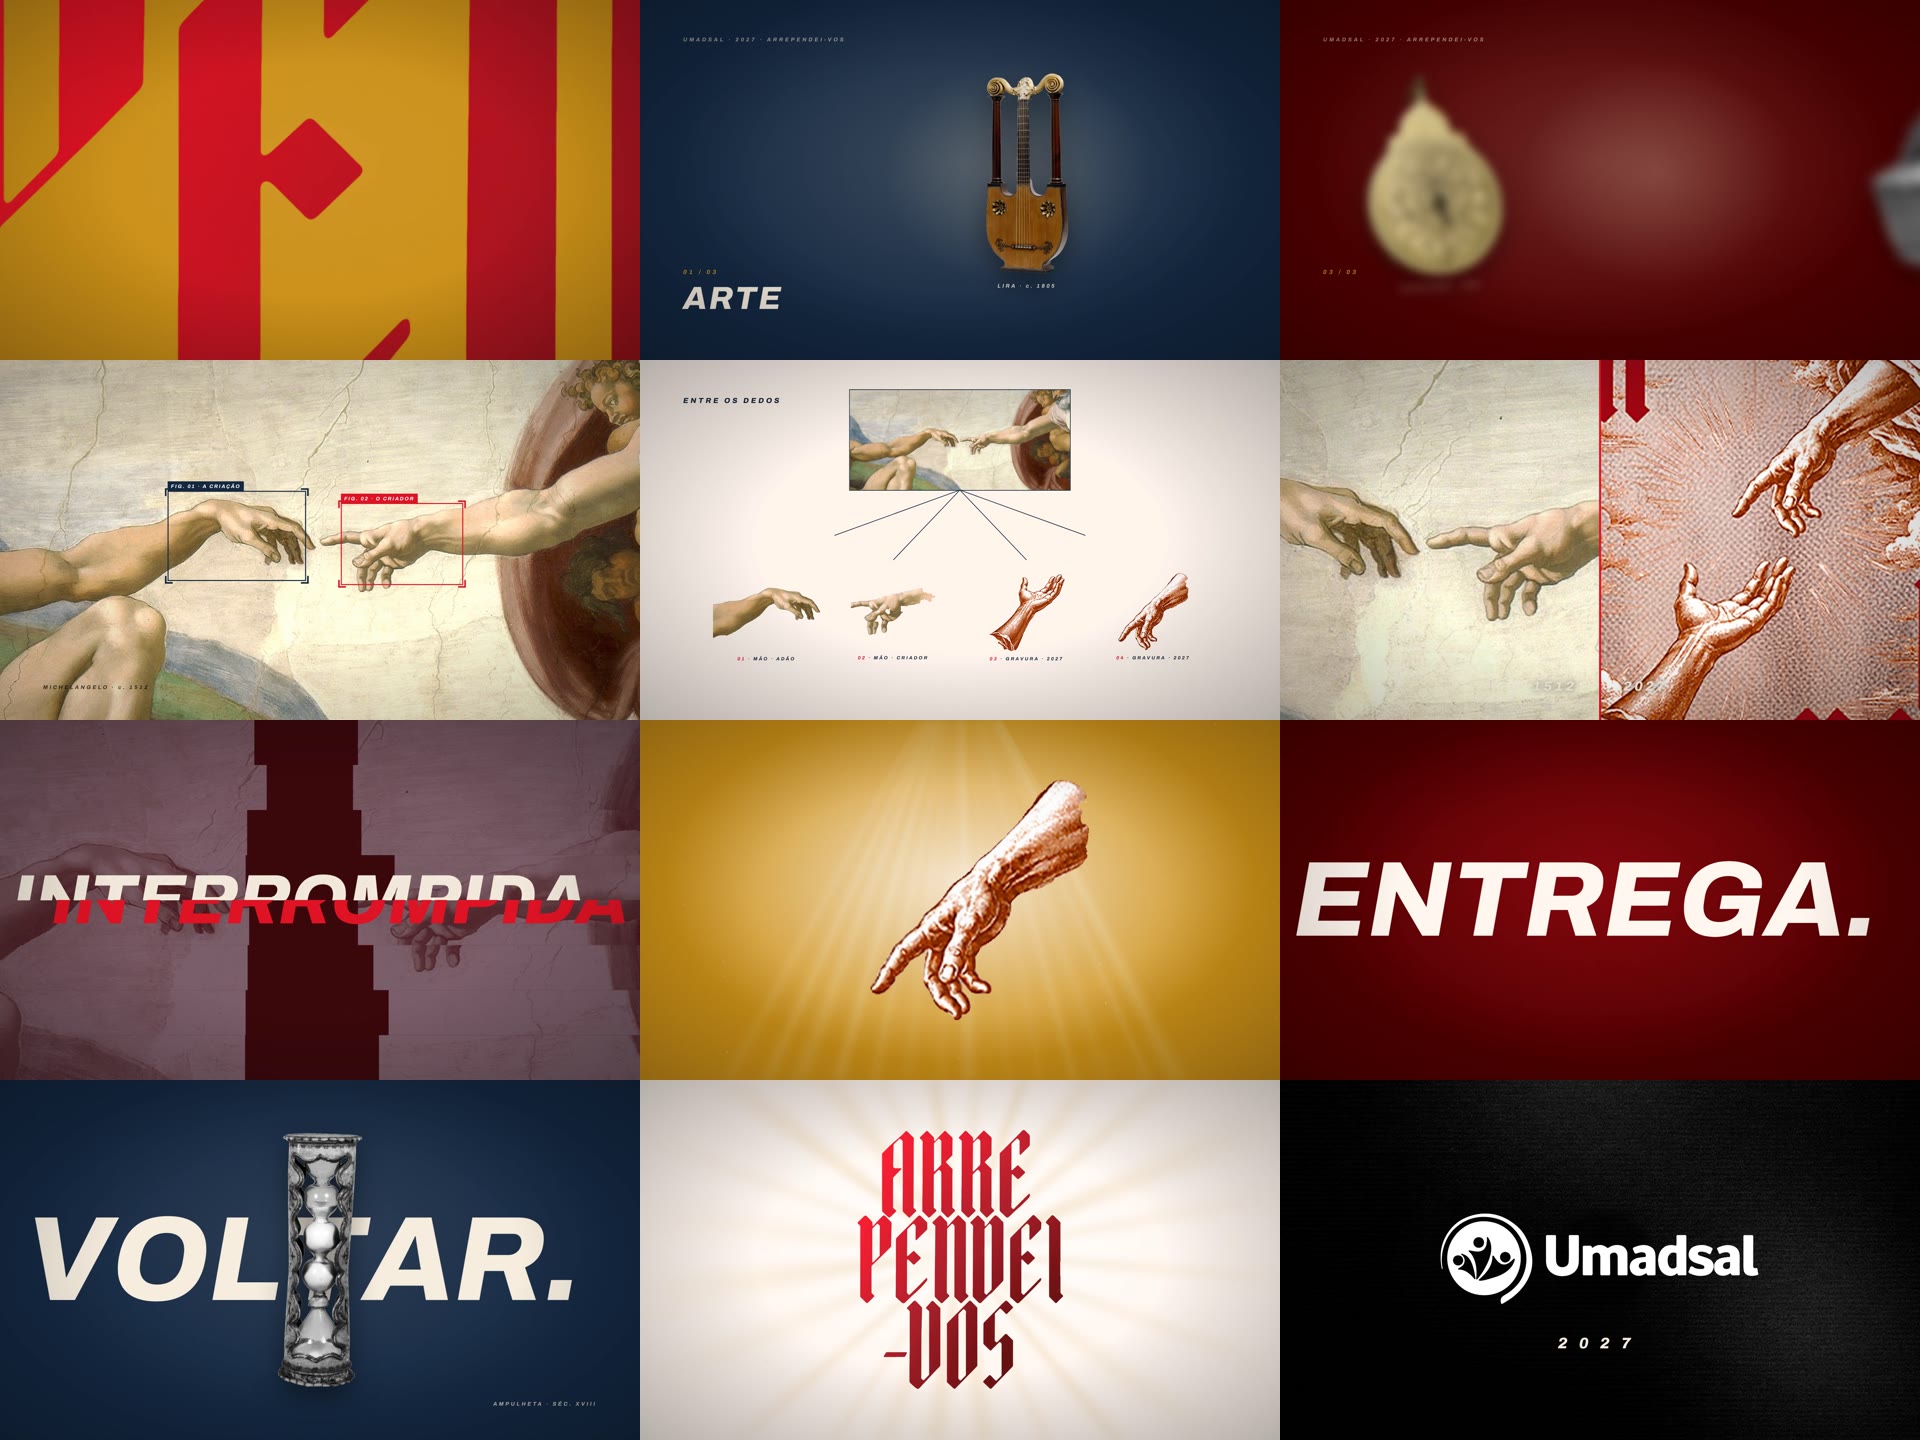 UMADSAL · 2027 · ARREPENDEI-VOS
01 / 03
ARTE
LIRA · c. 1805
UMADSAL · 2027 · ARREPENDEI-VOS
03 / 03
FIG. 01 · A CRIAÇÃO
FIG. 02 · O CRIADOR
MICHELANGELO · c. 1512
ENTRE OS DEDOS
01 · MÃO · ADÃO
02 · MÃO · CRIADOR
03 · GRAVURA · 2027
04 · GRAVURA · 2027
1512
INTERROMPIDA
ENTREGA.
VOLTAR.
AMPULHETA · SÉC. XVIII
ARRE
PENDEI
-VOS
Umadsal
2027